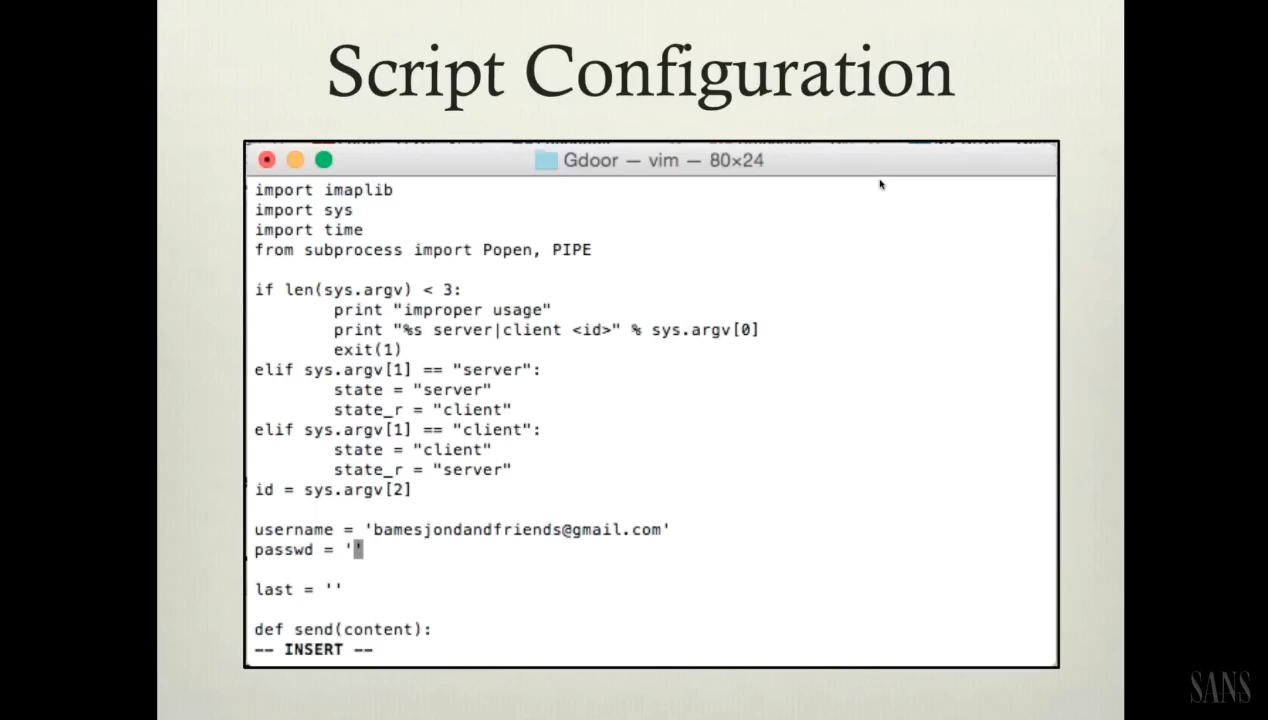 Script Configuration
Gdoor — vim — 80×24
import imaplib
import sys
import time
from subprocess import Popen, PIPE
if len(sys.argv) < 3:
        print "improper usage"
        print "%s server|client <id>" % sys.argv[0]
        exit(1)
elif sys.argv[1] == "server":
        state = "server"
        state_r = "client"
elif sys.argv[1] == "client":
        state = "client"
        state_r = "server"
id = sys.argv[2]
username = 'bamesjondandfriends@gmail.com'
passwd = ''
last = ''
def send(content):
-- INSERT --
SANS